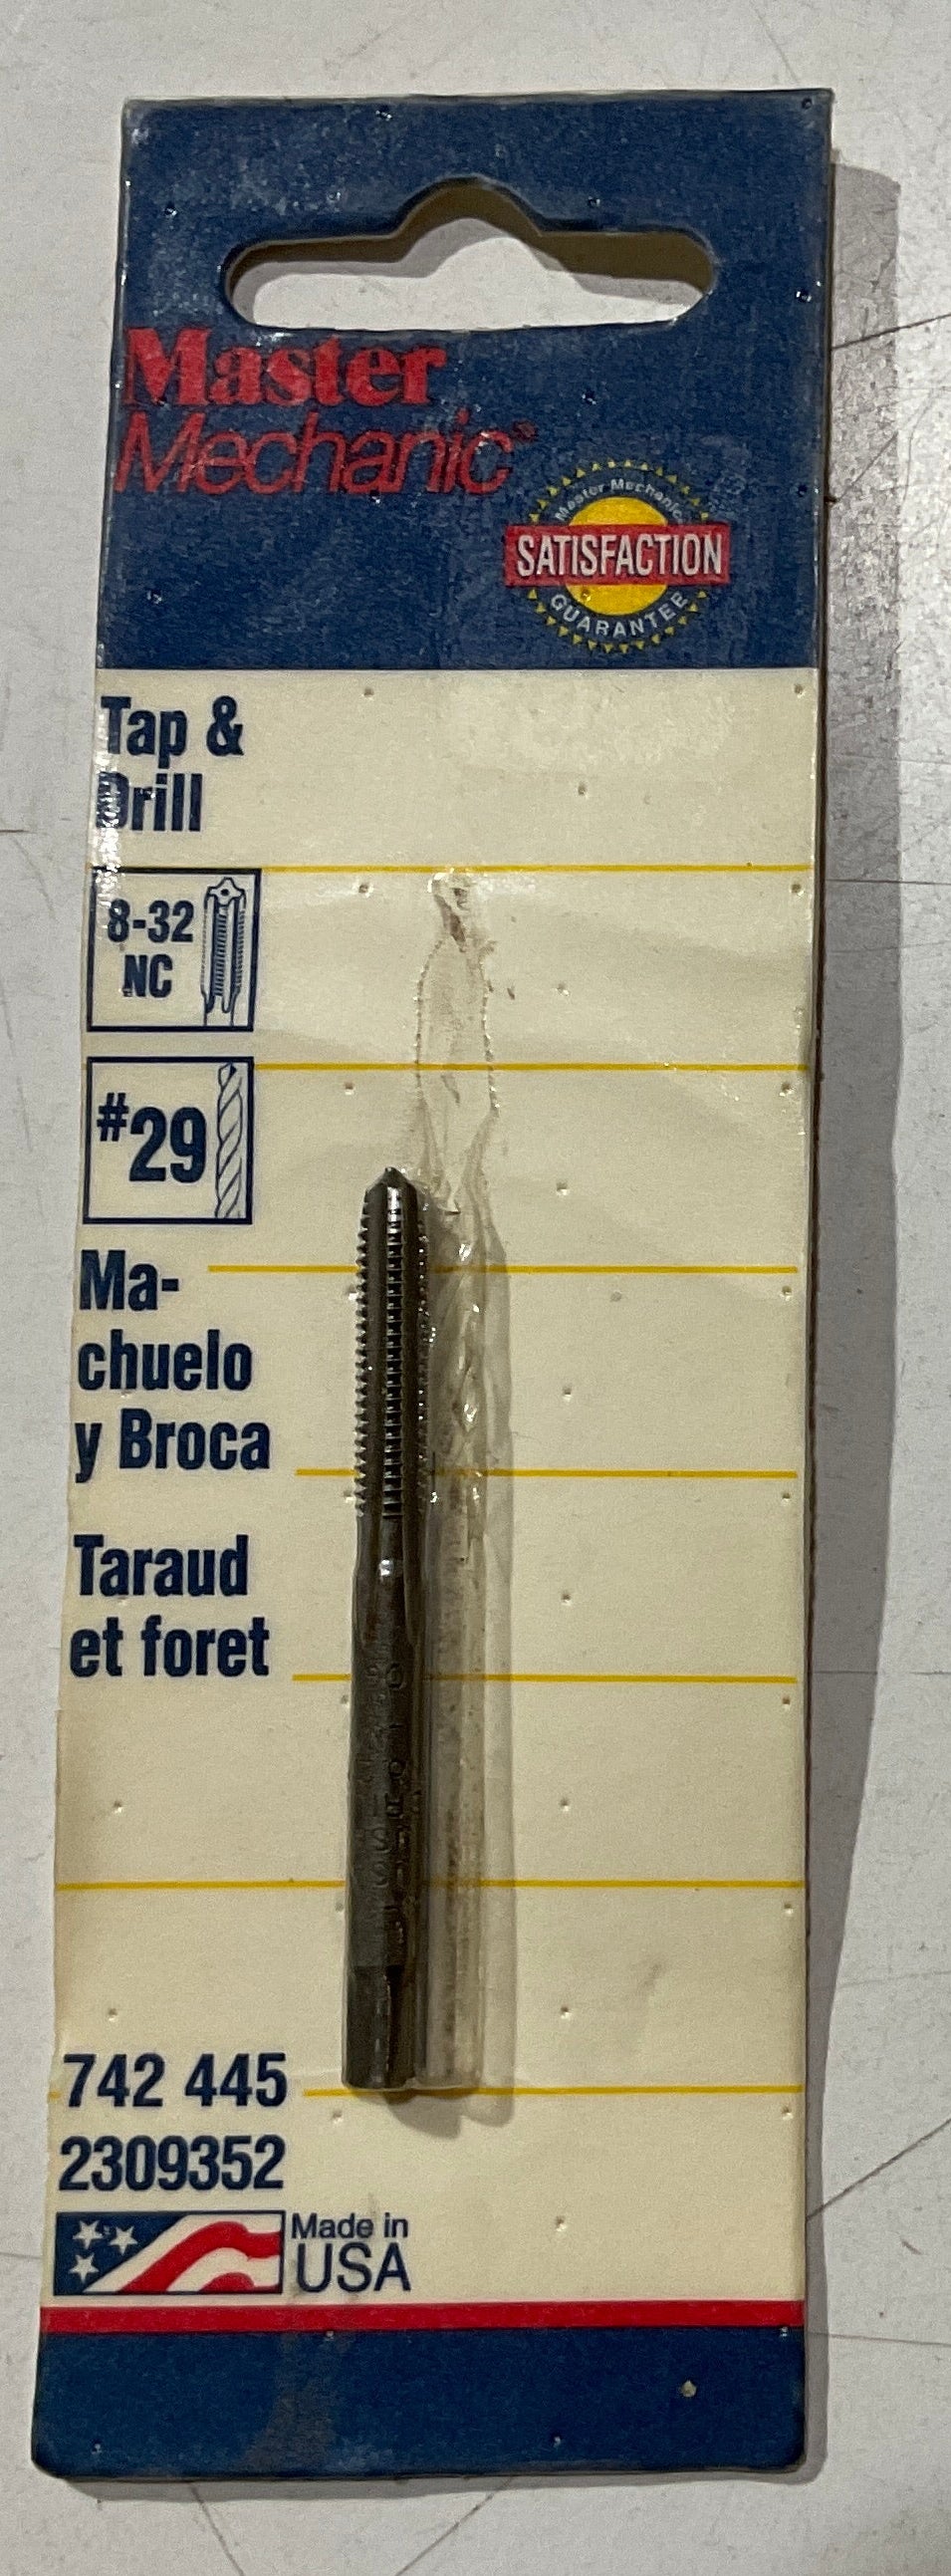 Master
Mechanic®
Master Mechanic
SATISFACTION
GUARANTEE
Tap &
Drill
8-32
NC
#29
Ma-
chuelo
y Broca
Taraud
et foret
742 445
2309352
Made in
USA